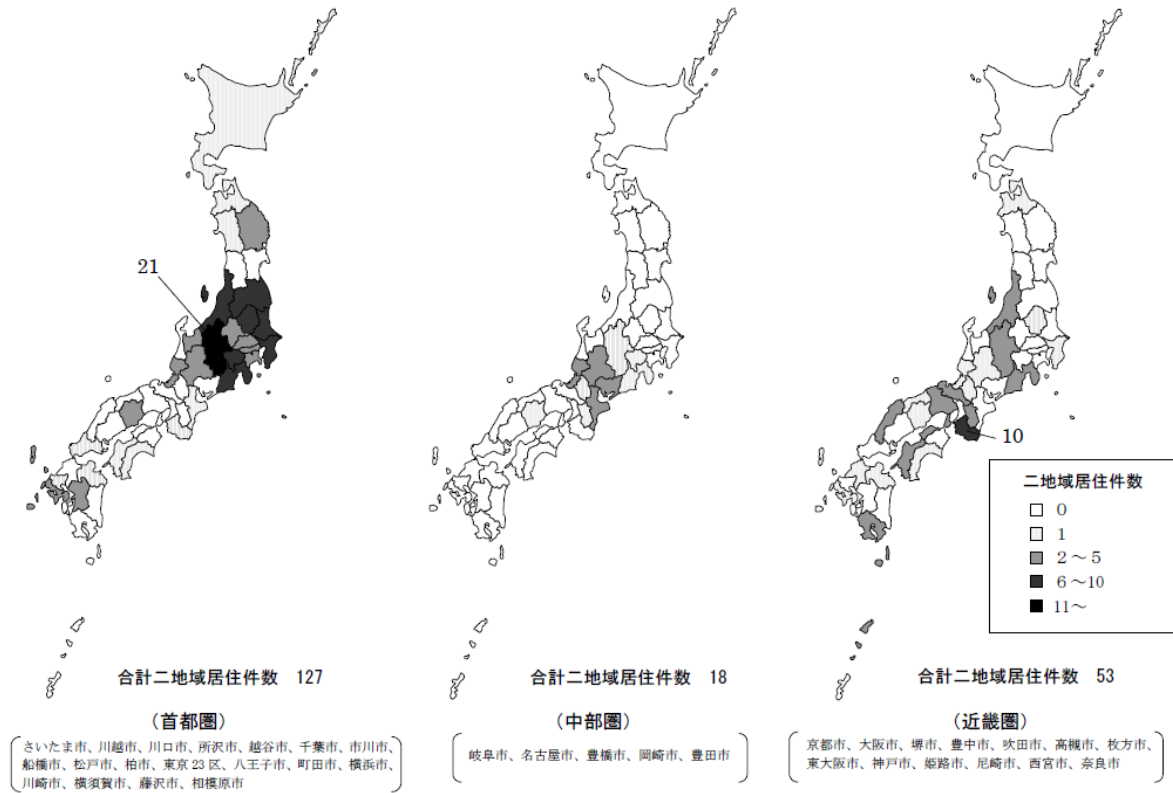 21
10
二地域居住件数
0
1
2～5
6～10
11～
合計二地域居住件数 127
合計二地域居住件数 18
合計二地域居住件数 53
(首都圏)
(中部圏)
(近畿圏)
さいたま市、川越市、川口市、所沢市、越谷市、千葉市、市川市、
船橋市、松戸市、柏市、東京23区、八王子市、町田市、横浜市、
川崎市、横須賀市、藤沢市、相模原市
岐阜市、名古屋市、豊橋市、岡崎市、豊田市
京都市、大阪市、堺市、豊中市、吹田市、高槻市、枚方市、
東大阪市、神戸市、姫路市、尼崎市、西宮市、奈良市